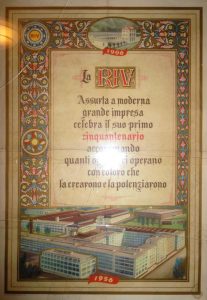 RIV
1906
La RIV
Assurta a moderna
grande impresa
celebra il suo primo
cinquantenario
quanti operano
con coloro che
la crearono e la potenziarono
1956